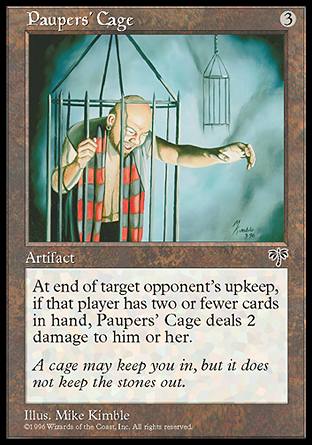 Paupers' Cage
3
Artifact
At end of target opponent's upkeep,
if that player has two or fewer cards
in hand, Paupers' Cage deals 2
damage to him or her.
A cage may keep you in, but it does
not keep the stones out.
Illus. Mike Kimble
©1996 Wizards of the Coast, Inc. All rights reserved.